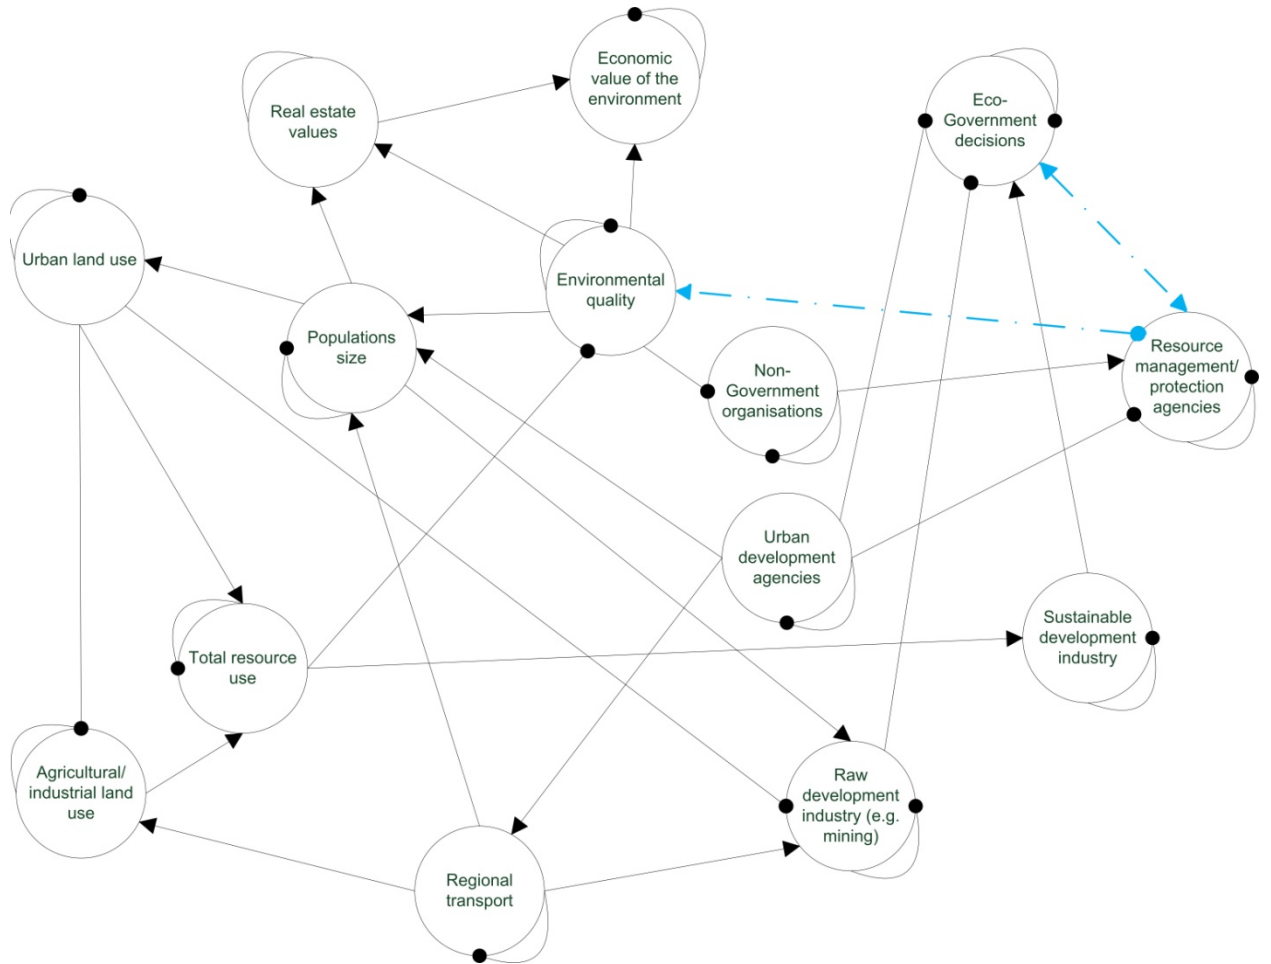 Economic
value of the
environment
Real estate
values
Eco-
Government
decisions
Urban land use
Environmental
quality
Populations
size
Non-
Government
organisations
Resource
management/
protection
agencies
Urban
development
agencies
Sustainable
development
industry
Total resource
use
Agricultural/
industrial land
use
Raw
development
industry (e.g.
mining)
Regional
transport